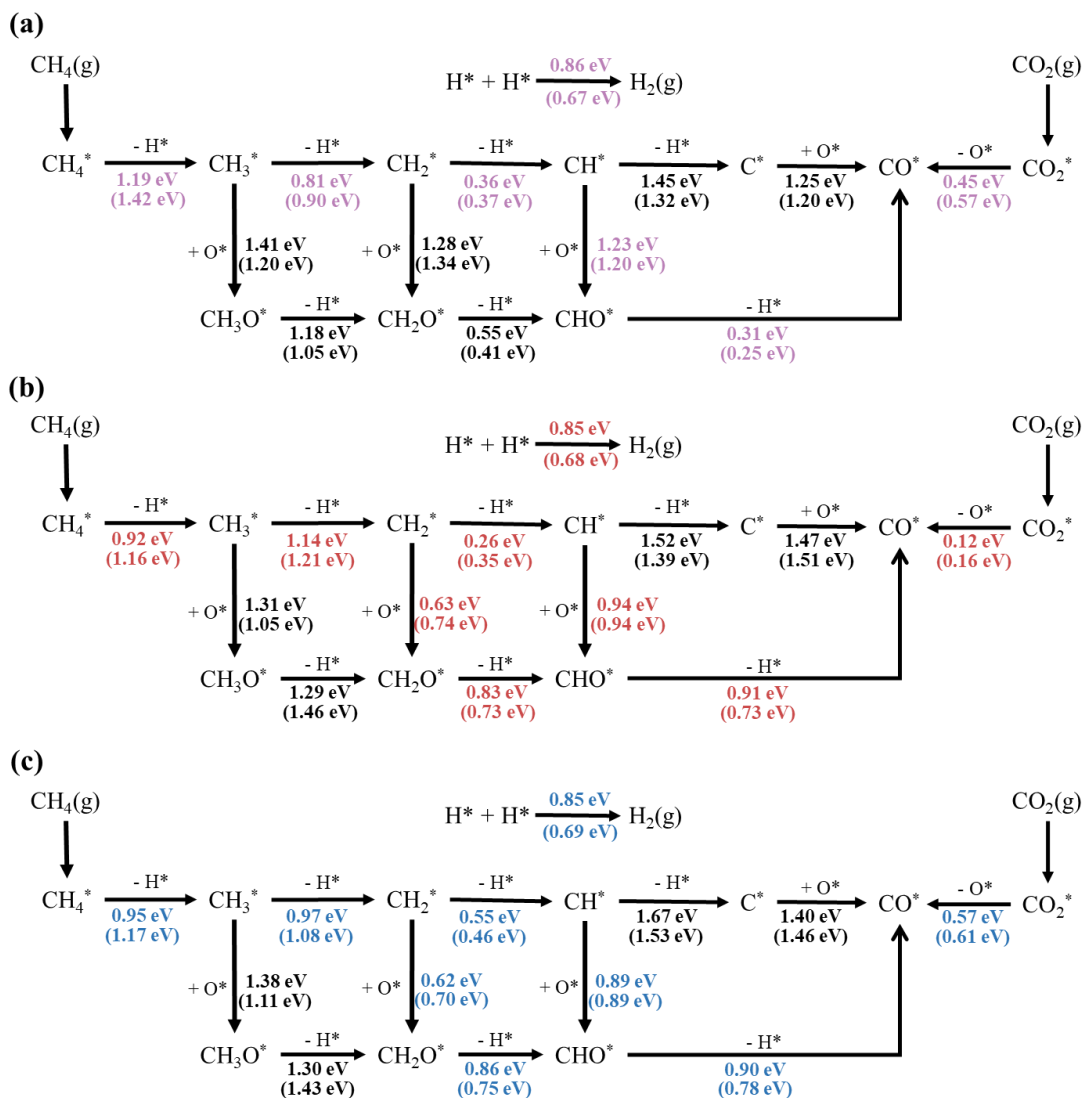 (a)
CH₄(g)
0.86 eV
CO₂(g)
H* + H*
H₂(g)
(0.67 eV)
- H*
- H*
- H*
- H*
+ O*
- O*
CH₄*
CH₃*
CH₂*
CH*
C*
CO*
CO₂*
1.19 eV
0.81 eV
0.36 eV
1.45 eV
1.25 eV
0.45 eV
(1.42 eV)
(0.90 eV)
(0.37 eV)
(1.32 eV)
(1.20 eV)
(0.57 eV)
+ O*
1.41 eV
(1.20 eV)
+ O*
1.28 eV
(1.34 eV)
+ O*
1.23 eV
(1.20 eV)
- H*
- H*
- H*
CH₃O*
CH₂O*
CHO*
1.18 eV
0.55 eV
0.31 eV
(1.05 eV)
(0.41 eV)
(0.25 eV)
(b)
CH₄(g)
0.85 eV
CO₂(g)
H* + H*
H₂(g)
(0.68 eV)
- H*
- H*
- H*
- H*
+ O*
- O*
CH₄*
CH₃*
CH₂*
CH*
C*
CO*
CO₂*
0.92 eV
1.14 eV
0.26 eV
1.52 eV
1.47 eV
0.12 eV
(1.16 eV)
(1.21 eV)
(0.35 eV)
(1.39 eV)
(1.51 eV)
(0.16 eV)
+ O*
1.31 eV
(1.05 eV)
+ O*
0.63 eV
(0.74 eV)
+ O*
0.94 eV
(0.94 eV)
- H*
- H*
- H*
CH₃O*
CH₂O*
CHO*
1.29 eV
0.83 eV
0.91 eV
(1.46 eV)
(0.73 eV)
(0.73 eV)
(c)
CH₄(g)
0.85 eV
CO₂(g)
H* + H*
H₂(g)
(0.69 eV)
- H*
- H*
- H*
- H*
+ O*
- O*
CH₄*
CH₃*
CH₂*
CH*
C*
CO*
CO₂*
0.95 eV
0.97 eV
0.55 eV
1.67 eV
1.40 eV
0.57 eV
(1.17 eV)
(1.08 eV)
(0.46 eV)
(1.53 eV)
(1.46 eV)
(0.61 eV)
+ O*
1.38 eV
(1.11 eV)
+ O*
0.62 eV
(0.70 eV)
+ O*
0.89 eV
(0.89 eV)
- H*
- H*
- H*
CH₃O*
CH₂O*
CHO*
1.30 eV
0.86 eV
0.90 eV
(1.43 eV)
(0.75 eV)
(0.78 eV)